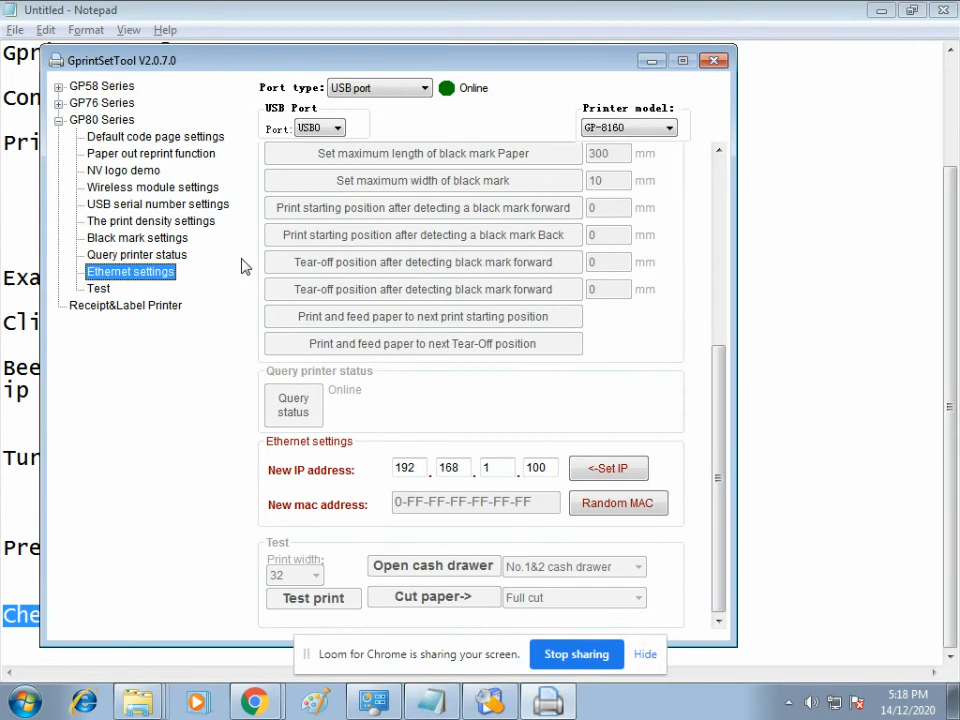 Untitled - Notepad
File Edit Format View Help
GprintSetTool V2.0.7.0
GP58 Series
GP76 Series
GP80 Series
Default code page settings
Paper out reprint function
NV logo demo
Wireless module settings
USB serial number settings
The print density settings
Black mark settings
Query printer status
Ethernet settings
Test
Receipt&Label Printer
Port type: USB port Online
USB Port
Port: USB0
Printer model:
GP-8160
Set maximum length of black mark Paper 300 mm
Set maximum width of black mark 10 mm
Print starting position after detecting a black mark forward 0 mm
Print starting position after detecting a black mark Back 0 mm
Tear-off position after detecting black mark forward 0 mm
Tear-off position after detecting black mark forward 0 mm
Print and feed paper to next print starting position
Print and feed paper to next Tear-Off position
Query printer status
Query status
Online
Ethernet settings
New IP address: 192 . 168 . 1 . 100 <-Set IP
New mac address: 0-FF-FF-FF-FF-FF-FF Random MAC
Test
Print width:
32
Open cash drawer No.1&2 cash drawer
Test print Cut paper-> Full cut
Gpr
Con
Pri
Exa
Cli
Bee
ip
Tur
Pre
Che
Loom for Chrome is sharing your screen. Stop sharing Hide
5:18 PM
14/12/2020